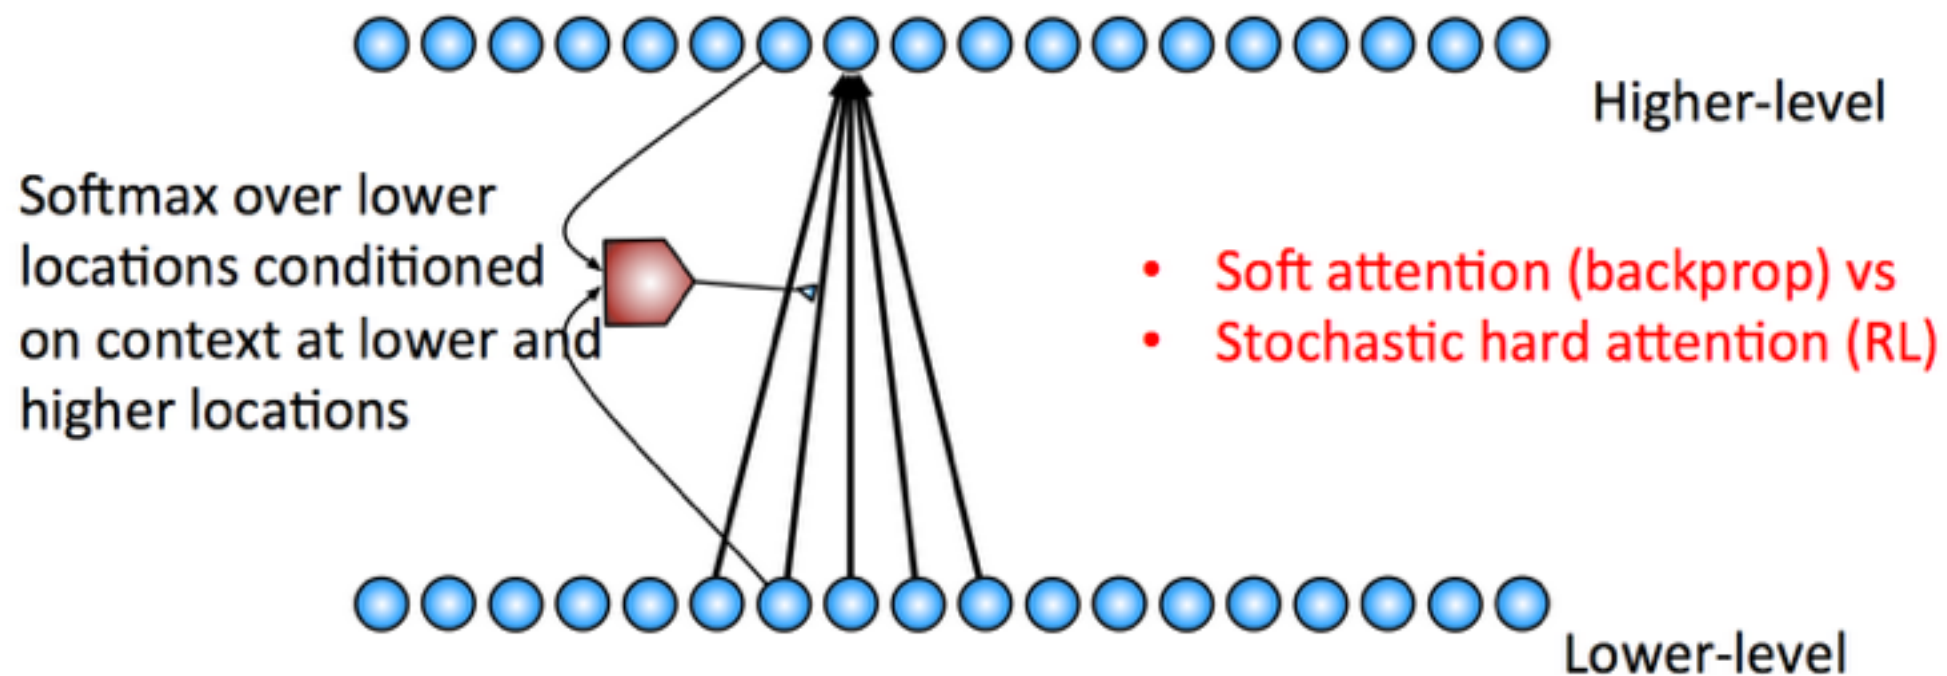 Higher-level
Softmax over lower
locations conditioned
on context at lower and
higher locations
• Soft attention (backprop) vs
• Stochastic hard attention (RL)
Lower-level